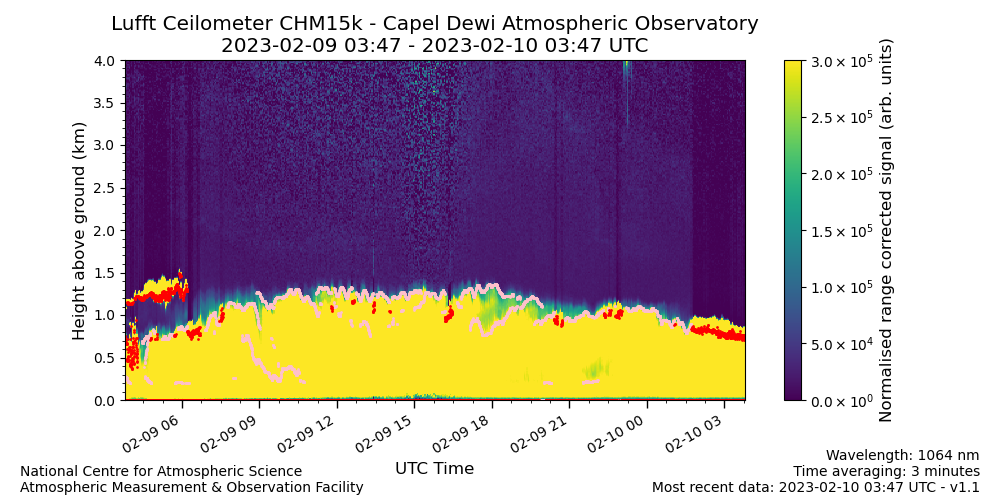 Lufft Ceilometer CHM15k - Capel Dewi Atmospheric Observatory
2023-02-09 03:47 - 2023-02-10 03:47 UTC
Height above ground (km)
4.0
3.5
3.0
2.5
2.0
1.5
1.0
0.5
0.0
02-09 06
02-09 09
02-09 12
02-09 15
02-09 18
02-09 21
02-10 00
02-10 03
UTC Time
3.0 × 10⁵
2.5 × 10⁵
2.0 × 10⁵
1.5 × 10⁵
1.0 × 10⁵
5.0 × 10⁴
0.0 × 10⁰
Normalised range corrected signal (arb. units)
National Centre for Atmospheric Science
Atmospheric Measurement & Observation Facility
Wavelength: 1064 nm
Time averaging: 3 minutes
Most recent data: 2023-02-10 03:47 UTC - v1.1